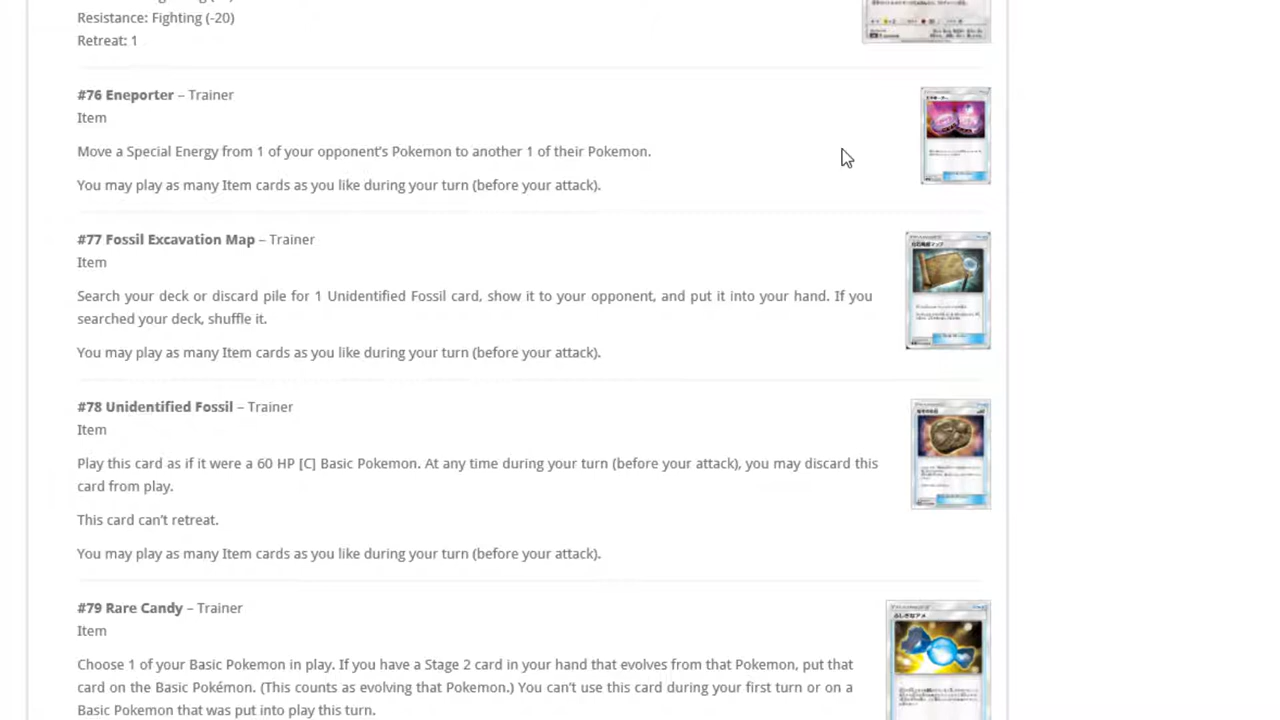 Resistance: Fighting (-20)
Retreat: 1
#76 Eneporter – Trainer
Item
Move a Special Energy from 1 of your opponent's Pokemon to another 1 of their Pokemon.
You may play as many Item cards as you like during your turn (before your attack).
#77 Fossil Excavation Map – Trainer
Item
Search your deck or discard pile for 1 Unidentified Fossil card, show it to your opponent, and put it into your hand. If you
searched your deck, shuffle it.
You may play as many Item cards as you like during your turn (before your attack).
#78 Unidentified Fossil – Trainer
Item
Play this card as if it were a 60 HP [C] Basic Pokemon. At any time during your turn (before your attack), you may discard this
card from play.
This card can't retreat.
You may play as many Item cards as you like during your turn (before your attack).
#79 Rare Candy – Trainer
ふしぎなアメ
Item
Choose 1 of your Basic Pokemon in play. If you have a Stage 2 card in your hand that evolves from that Pokemon, put that
card on the Basic Pokémon. (This counts as evolving that Pokemon.) You can't use this card during your first turn or on a
Basic Pokemon that was put into play this turn.